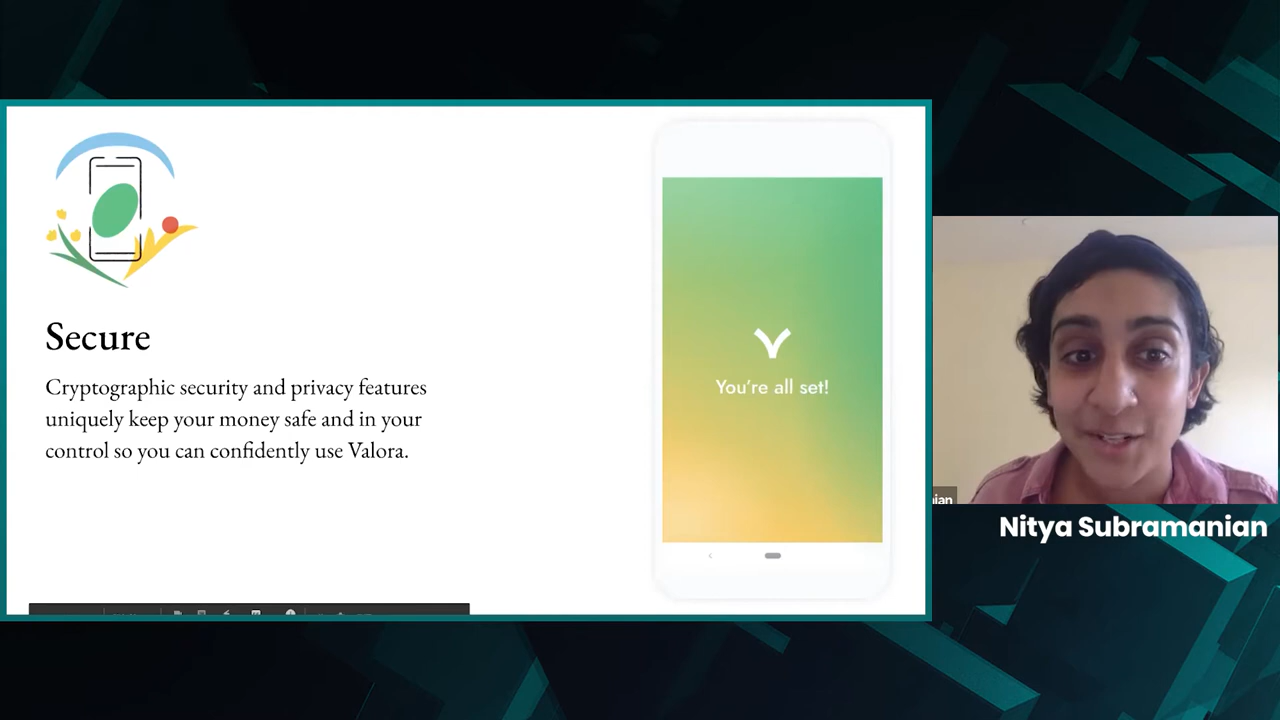 Secure
Cryptographic security and privacy features
uniquely keep your money safe and in your
control so you can confidently use Valora.
You're all set!
nian
Nitya Subramanian